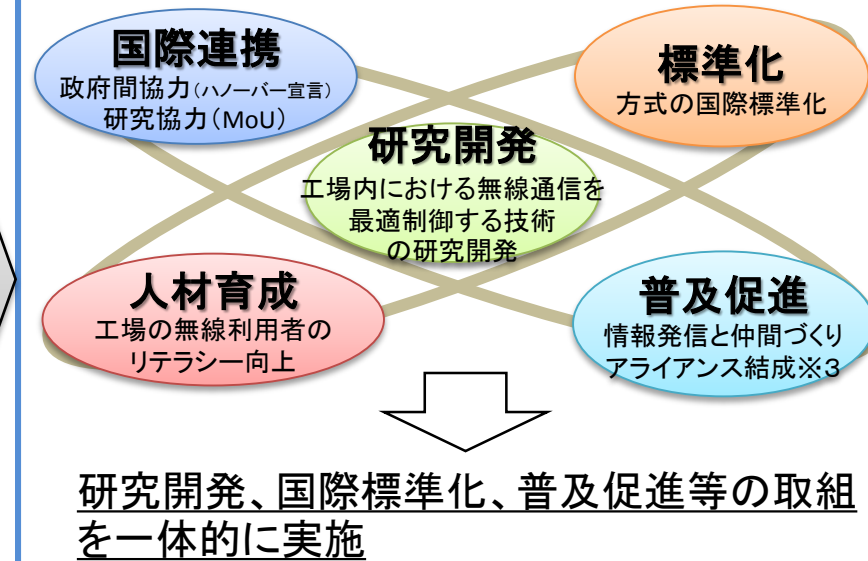 国際連携
政府間協力(ハノーバー宣言)
研究協力(MoU)
標準化
方式の国際標準化
研究開発
工場内における無線通信を
最適制御する技術
の研究開発
人材育成
工場の無線利用者の
リテラシー向上
普及促進
情報発信と仲間づくり
アライアンス結成※3
研究開発、国際標準化、普及促進等の取組
を一体的に実施